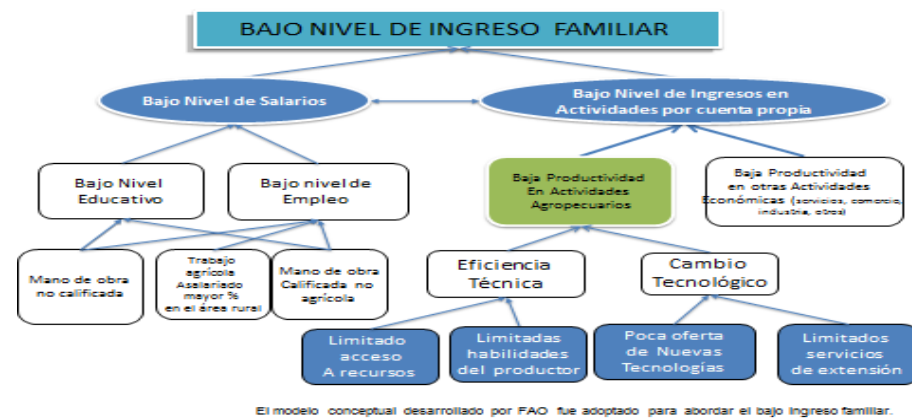 BAJO NIVEL DE INGRESO FAMILIAR
Bajo Nivel de Salarios
Bajo Nivel de Ingresos en
Actividades por cuenta propia
Bajo Nivel
Educativo
Bajo nivel de
Empleo
Baja Productividad
En Actividades
Agropecuarios
Baja Productividad
en otras Actividades
Económicas (servicios, comercio,
industria, otros)
Mano de obra
no calificada
Trabajo
agrícola
Asalariado
mayor %
en el área rural
Mano de obra
Calificada no
agrícola
Eficiencia
Técnica
Cambio
Tecnológico
Limitado
acceso
A recursos
Limitadas
habilidades
del productor
Poca oferta
de Nuevas
Tecnologías
Limitados
servicios
de extensión
El modelo conceptual desarrollado por FAO fue adoptado para abordar el bajo ingreso familiar.